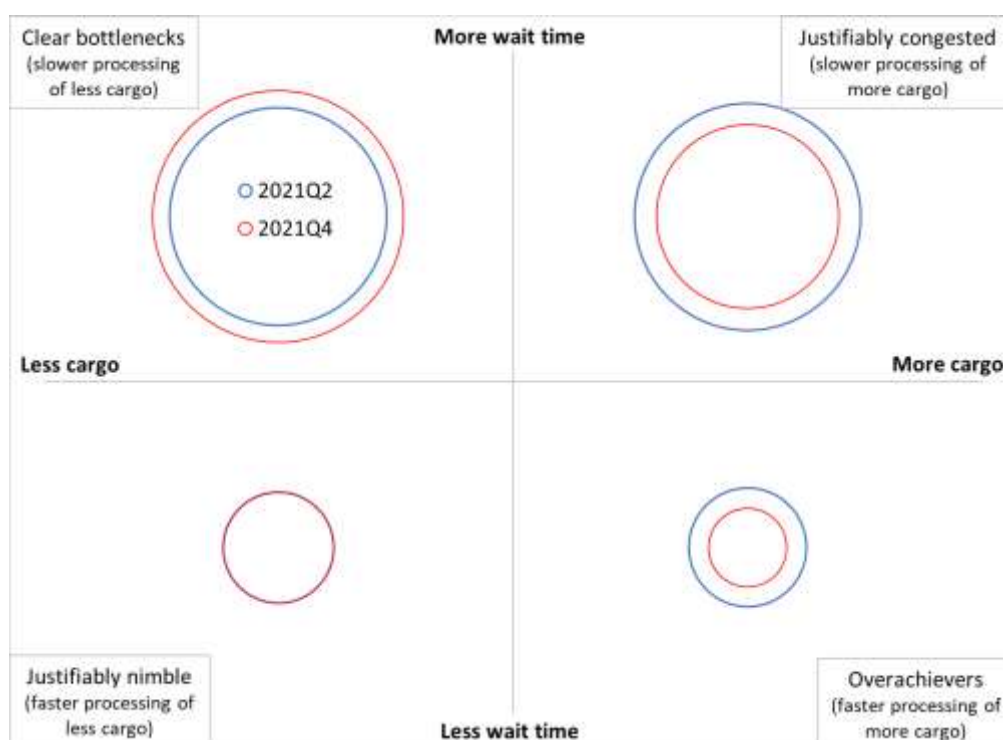 Clear bottlenecks
(slower processing
of less cargo)
More wait time
Justifiably congested
(slower processing of
more cargo)
2021Q2
2021Q4
Less cargo
More cargo
Justifiably nimble
(faster processing of
less cargo)
Less wait time
Overachievers
(faster processing of
more cargo)